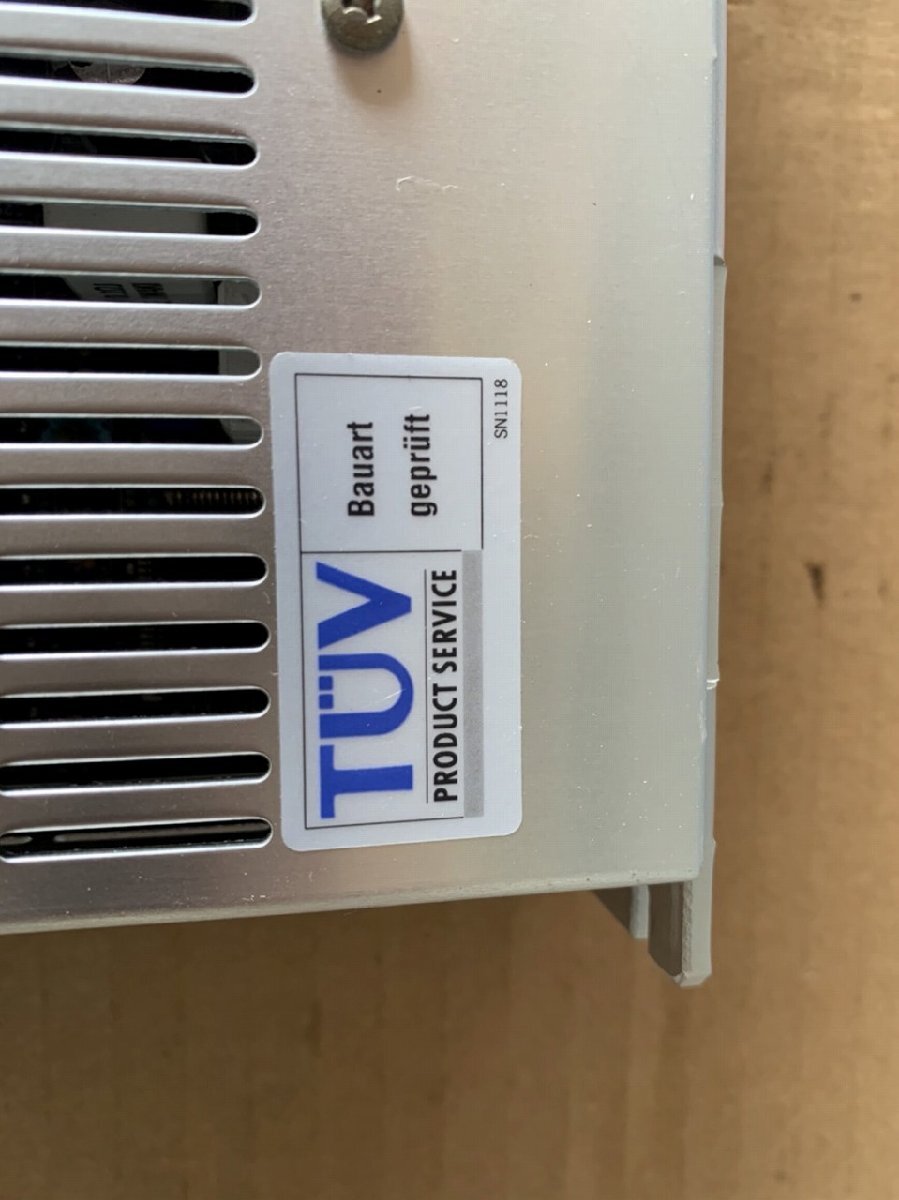 TÜV
PRODUCT SERVICE
Bauart
geprüft
SN1118